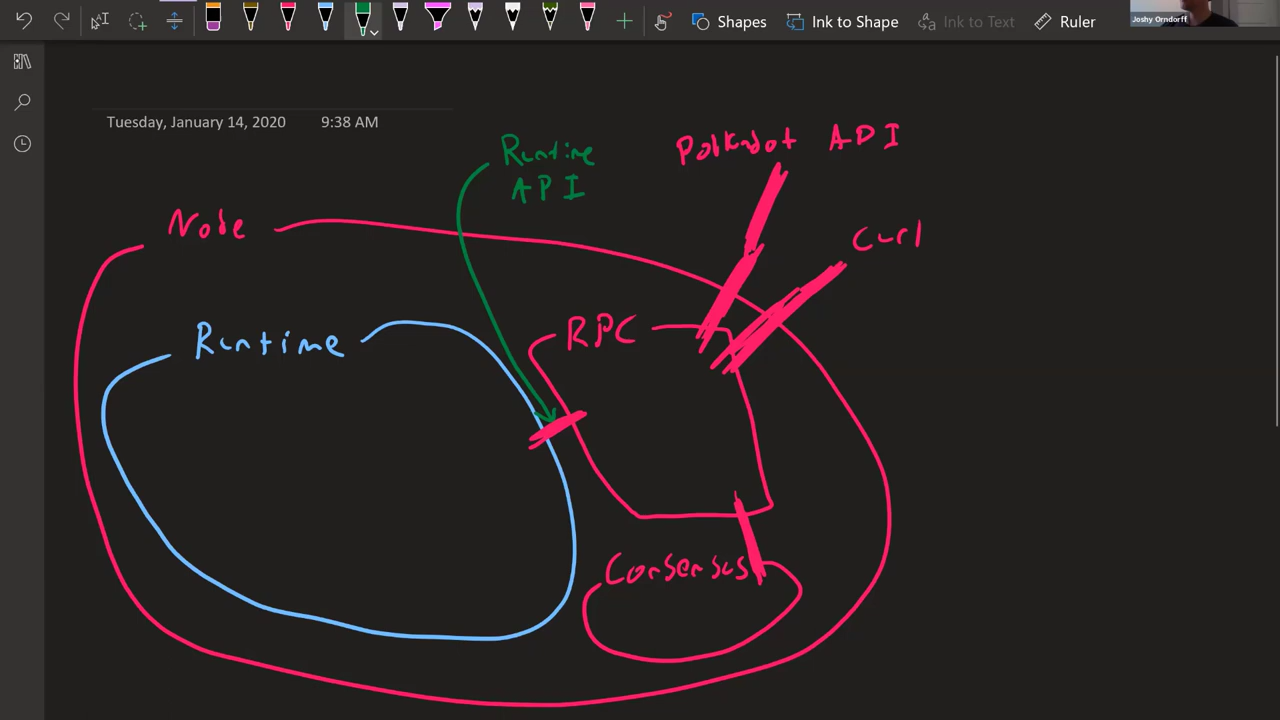 Shapes
Ink to Shape
Ink to Text
Ruler
Joshy Orndorff
Tuesday, January 14, 2020 9:38 AM
Runtime
API
Polkadot API
Node
Curl
Runtime
RPC
Consensus